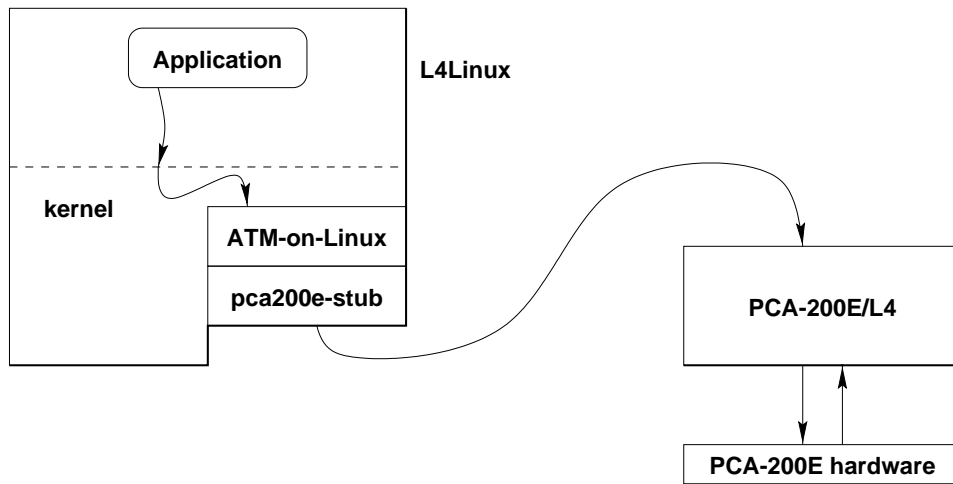 Application
L4Linux
kernel
ATM-on-Linux
pca200e-stub
PCA-200E/L4
PCA-200E hardware